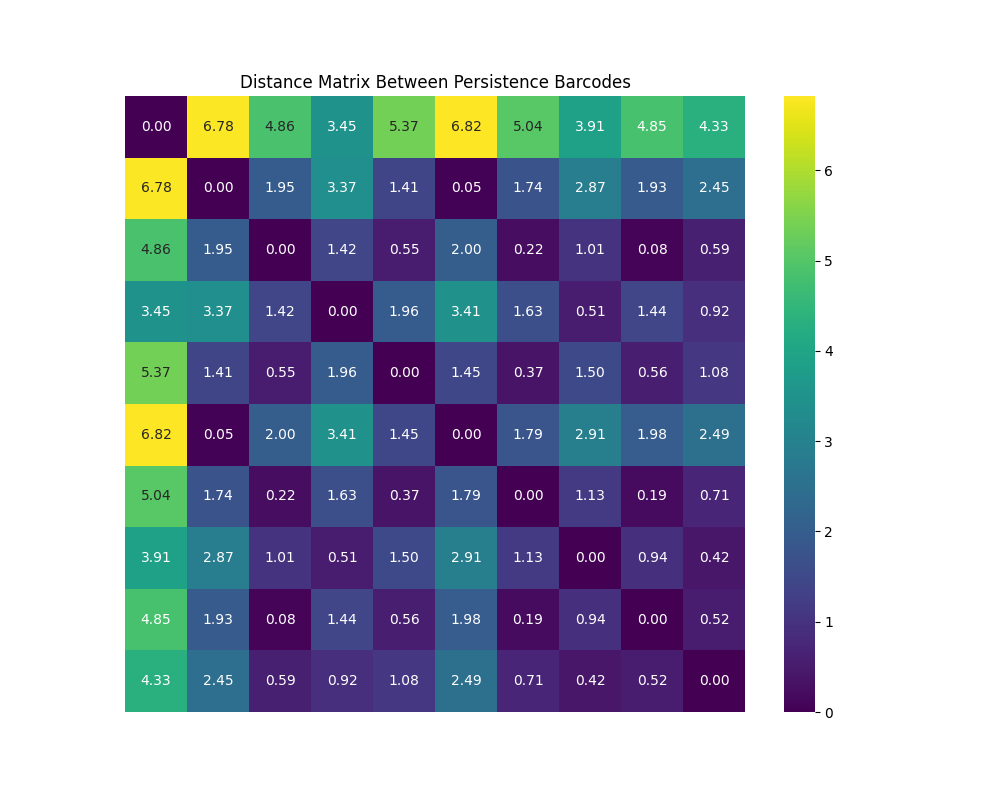 Distance Matrix Between Persistence Barcodes
0.00 6.78 4.86 3.45 5.37 6.82 5.04 3.91 4.85 4.33
6.78 0.00 1.95 3.37 1.41 0.05 1.74 2.87 1.93 2.45
4.86 1.95 0.00 1.42 0.55 2.00 0.22 1.01 0.08 0.59
3.45 3.37 1.42 0.00 1.96 3.41 1.63 0.51 1.44 0.92
5.37 1.41 0.55 1.96 0.00 1.45 0.37 1.50 0.56 1.08
6.82 0.05 2.00 3.41 1.45 0.00 1.79 2.91 1.98 2.49
5.04 1.74 0.22 1.63 0.37 1.79 0.00 1.13 0.19 0.71
3.91 2.87 1.01 0.51 1.50 2.91 1.13 0.00 0.94 0.42
4.85 1.93 0.08 1.44 0.56 1.98 0.19 0.94 0.00 0.52
4.33 2.45 0.59 0.92 1.08 2.49 0.71 0.42 0.52 0.00
6
5
4
3
2
1
0